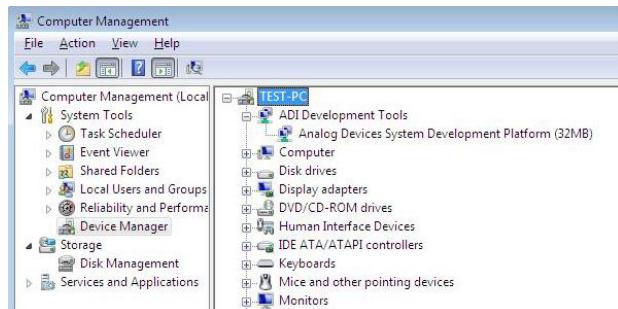 Computer Management
File Action View Help
Computer Management (Local
System Tools
Task Scheduler
Event Viewer
Shared Folders
Local Users and Groups
Reliability and Performa
Device Manager
Storage
Disk Management
Services and Applications
TEST-PC
ADI Development Tools
Analog Devices System Development Platform (32MB)
Computer
Disk drives
Display adapters
DVD/CD-ROM drives
Human Interface Devices
IDE ATA/ATAPI controllers
Keyboards
Mice and other pointing devices
Monitors